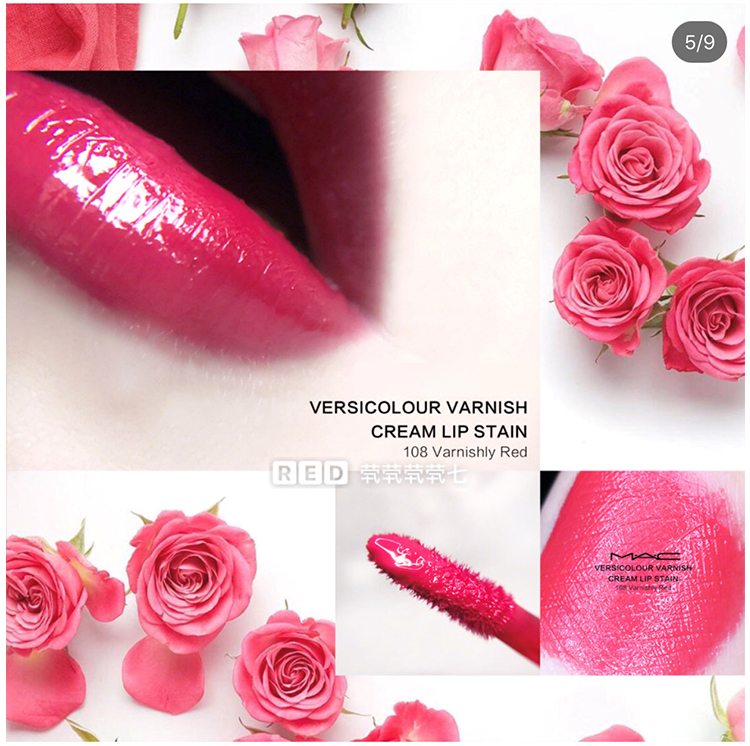 5/9
VERSICOLOUR VARNISH
CREAM LIP STAIN
108 Varnishly Red
RED 茕茕茕茕七
MAC
VERSICOLOUR VARNISH
CREAM LIP STAIN
108 Varnishly Red